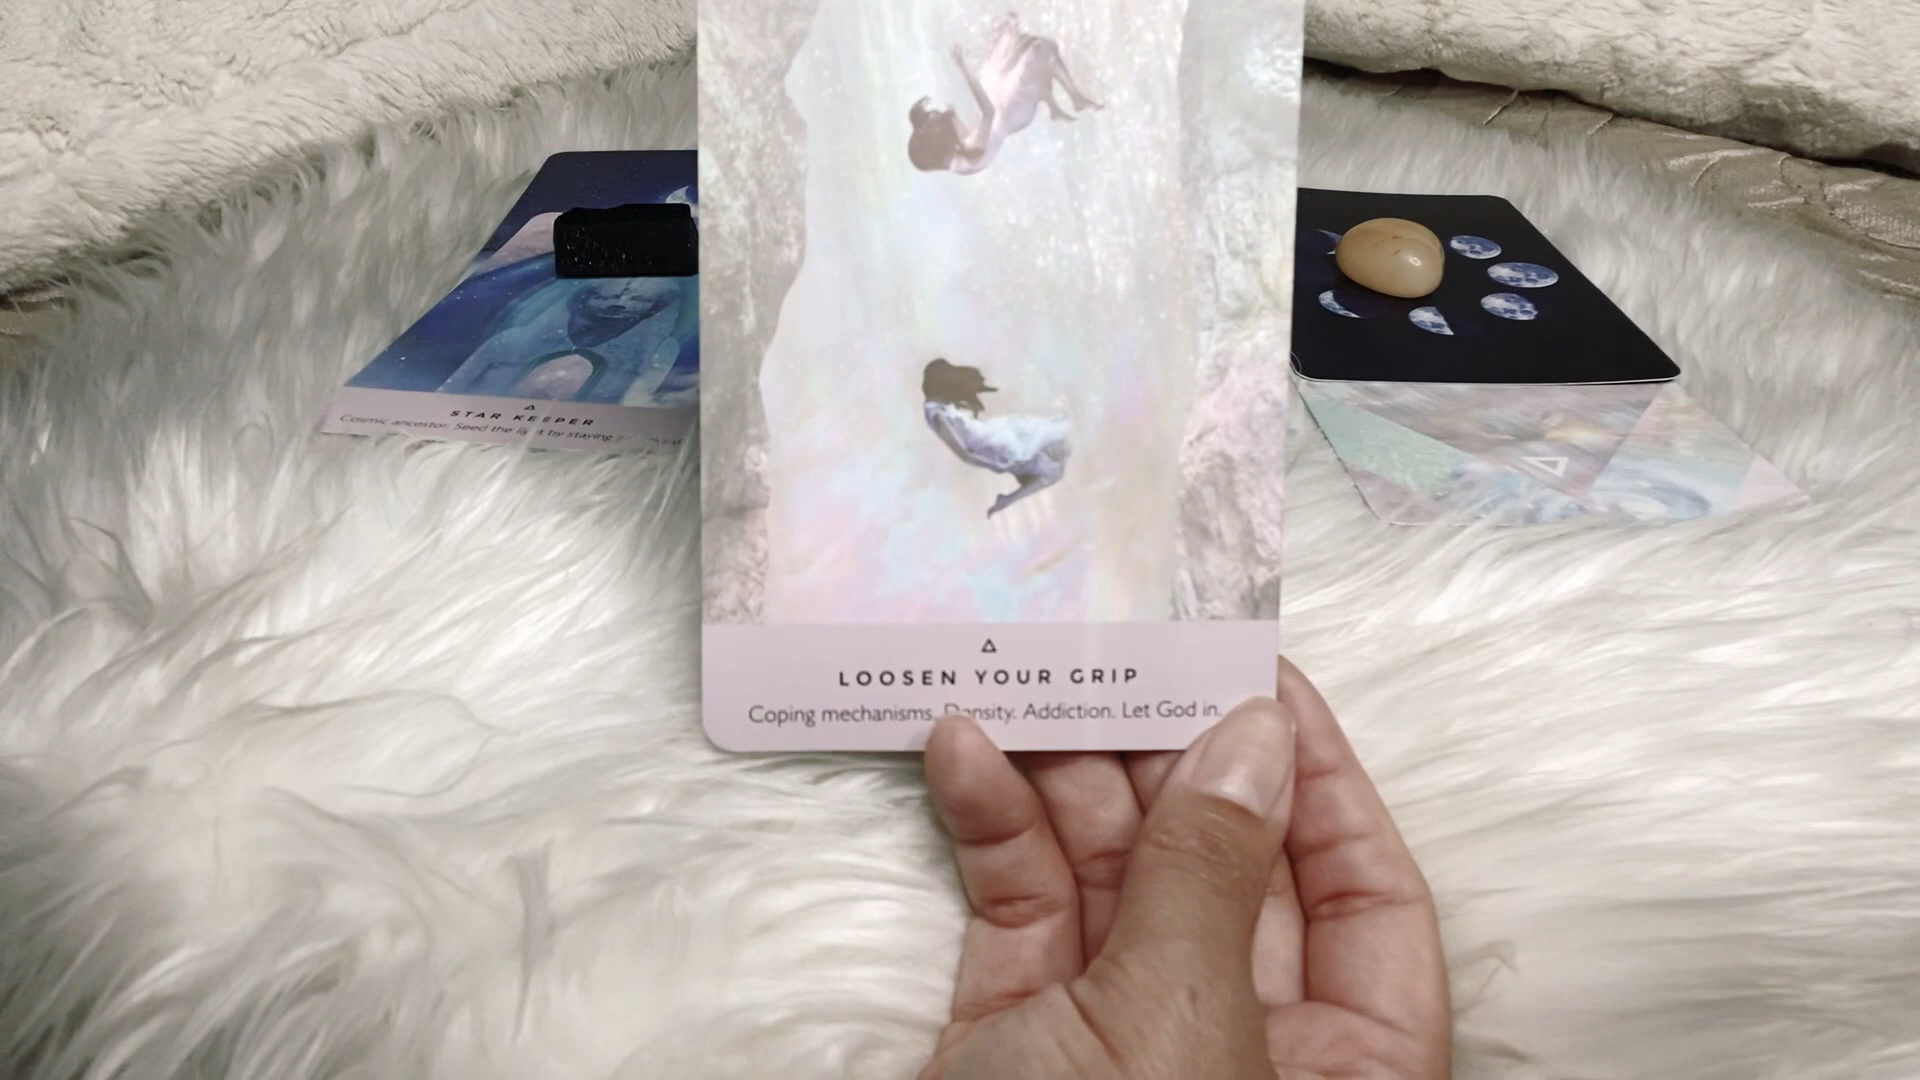 STAR KEEPER
Cosmic ancestor. Seed the light by staying
LOOSEN YOUR GRIP
Coping mechanisms. Density. Addiction. Let God in.